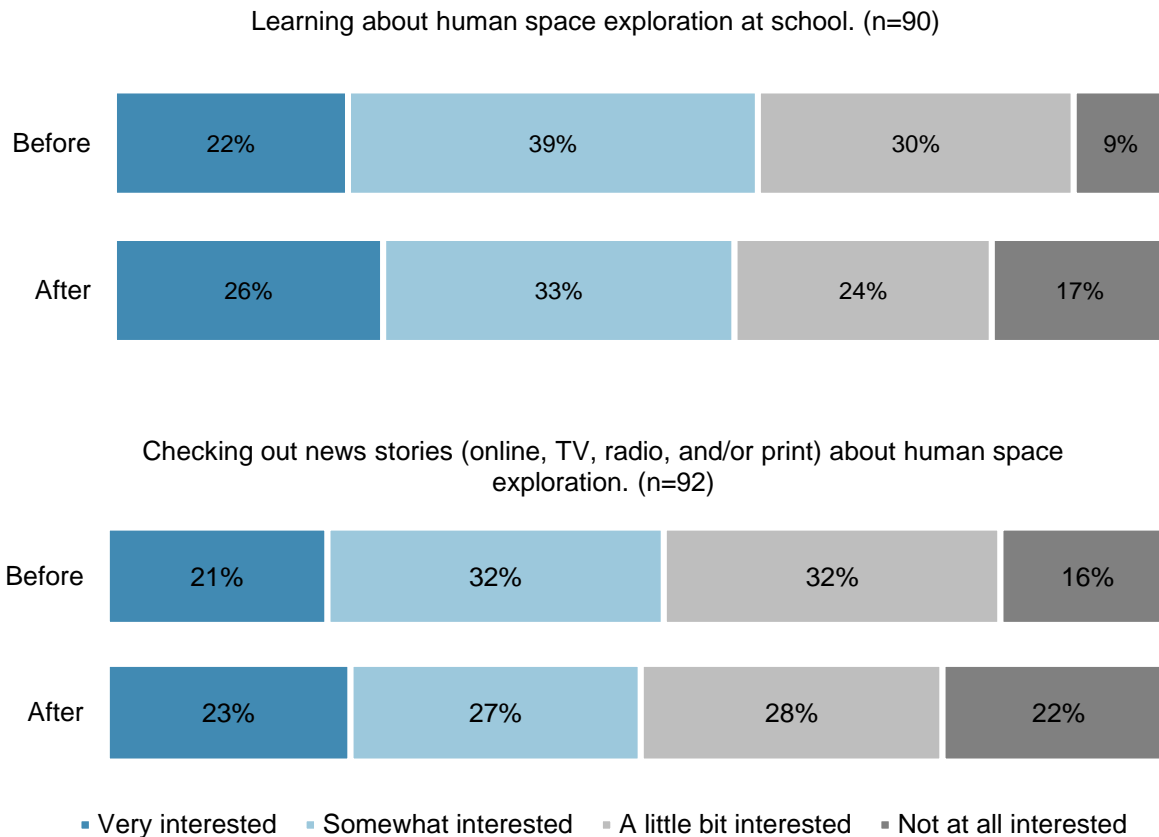 Learning about human space exploration at school. (n=90)
Before
22%
39%
30%
9%
After
26%
33%
24%
17%
Checking out news stories (online, TV, radio, and/or print) about human space
exploration. (n=92)
Before
21%
32%
32%
16%
After
23%
27%
28%
22%
Very interested
Somewhat interested
A little bit interested
Not at all interested